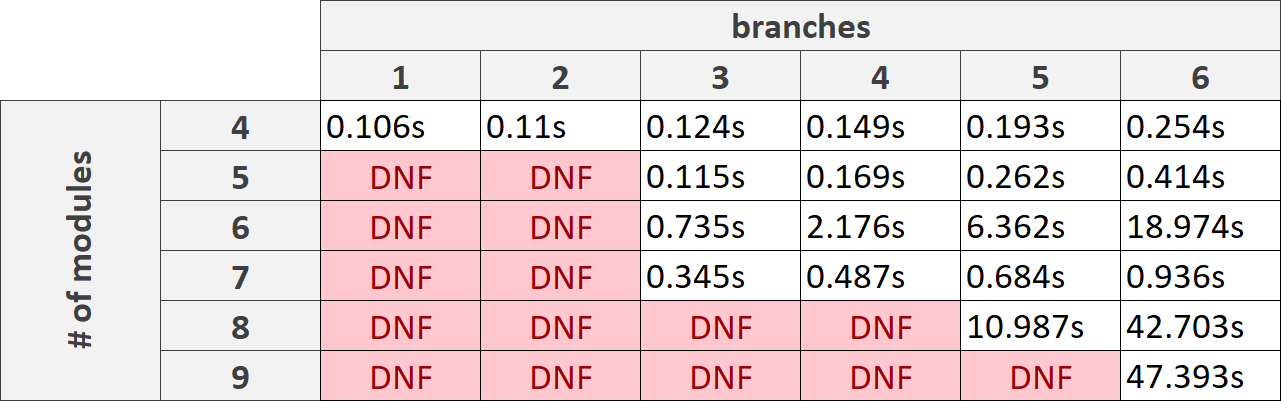 branches
1 2 3 4 5 6
# of modules
4 0.106s 0.11s 0.124s 0.149s 0.193s 0.254s
5 DNF DNF 0.115s 0.169s 0.262s 0.414s
6 DNF DNF 0.735s 2.176s 6.362s 18.974s
7 DNF DNF 0.345s 0.487s 0.684s 0.936s
8 DNF DNF DNF DNF 10.987s 42.703s
9 DNF DNF DNF DNF DNF 47.393s